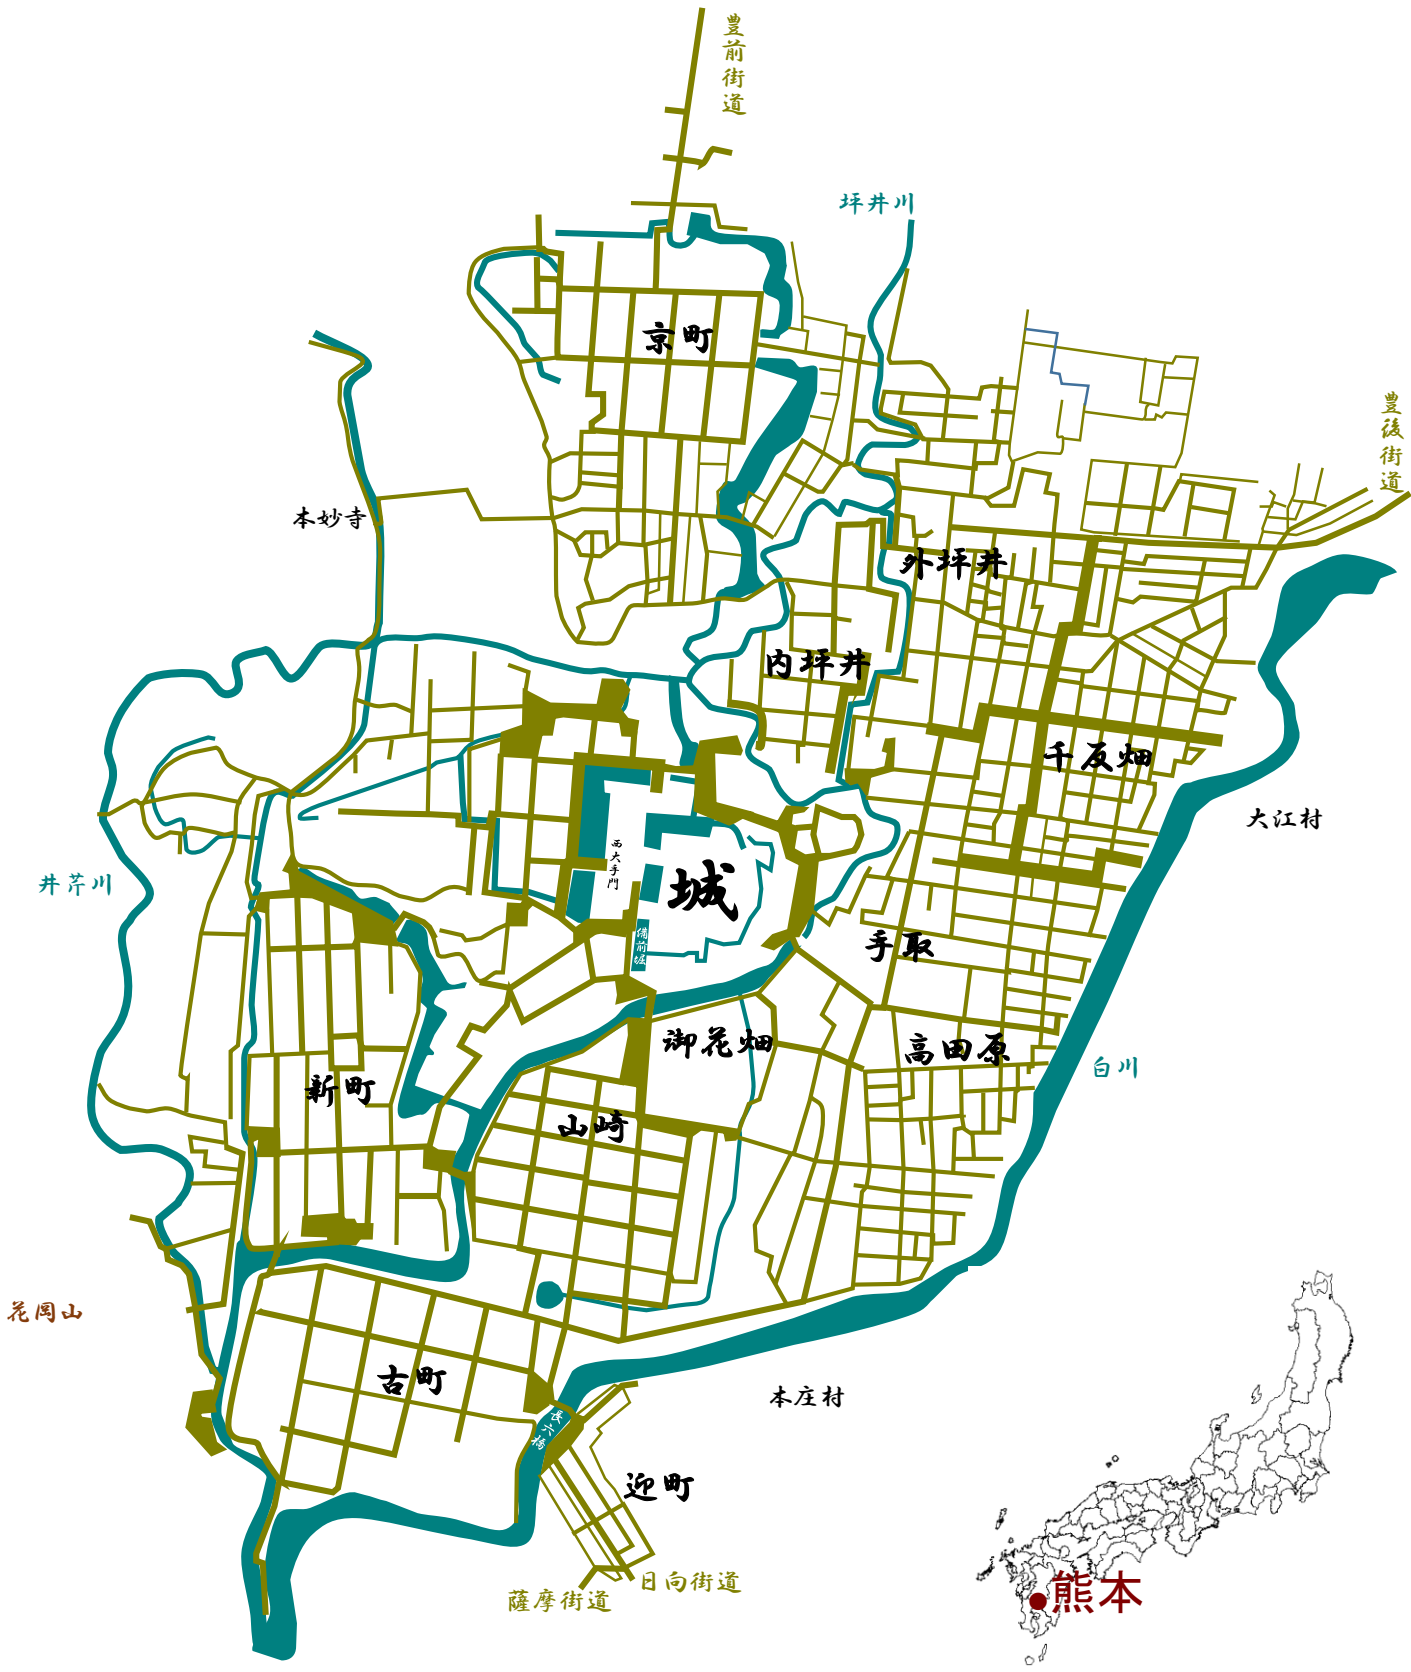 豊前街道
坪井川
京町
豊後街道
本妙寺
外坪井
内坪井
千反畑
大江村
西大手門
井芹川
城
備前堀
手取
御花畑
高田原
白川
新町
山崎
花岡山
古町
本庄村
長六橋
迎町
日向街道
薩摩街道
熊本